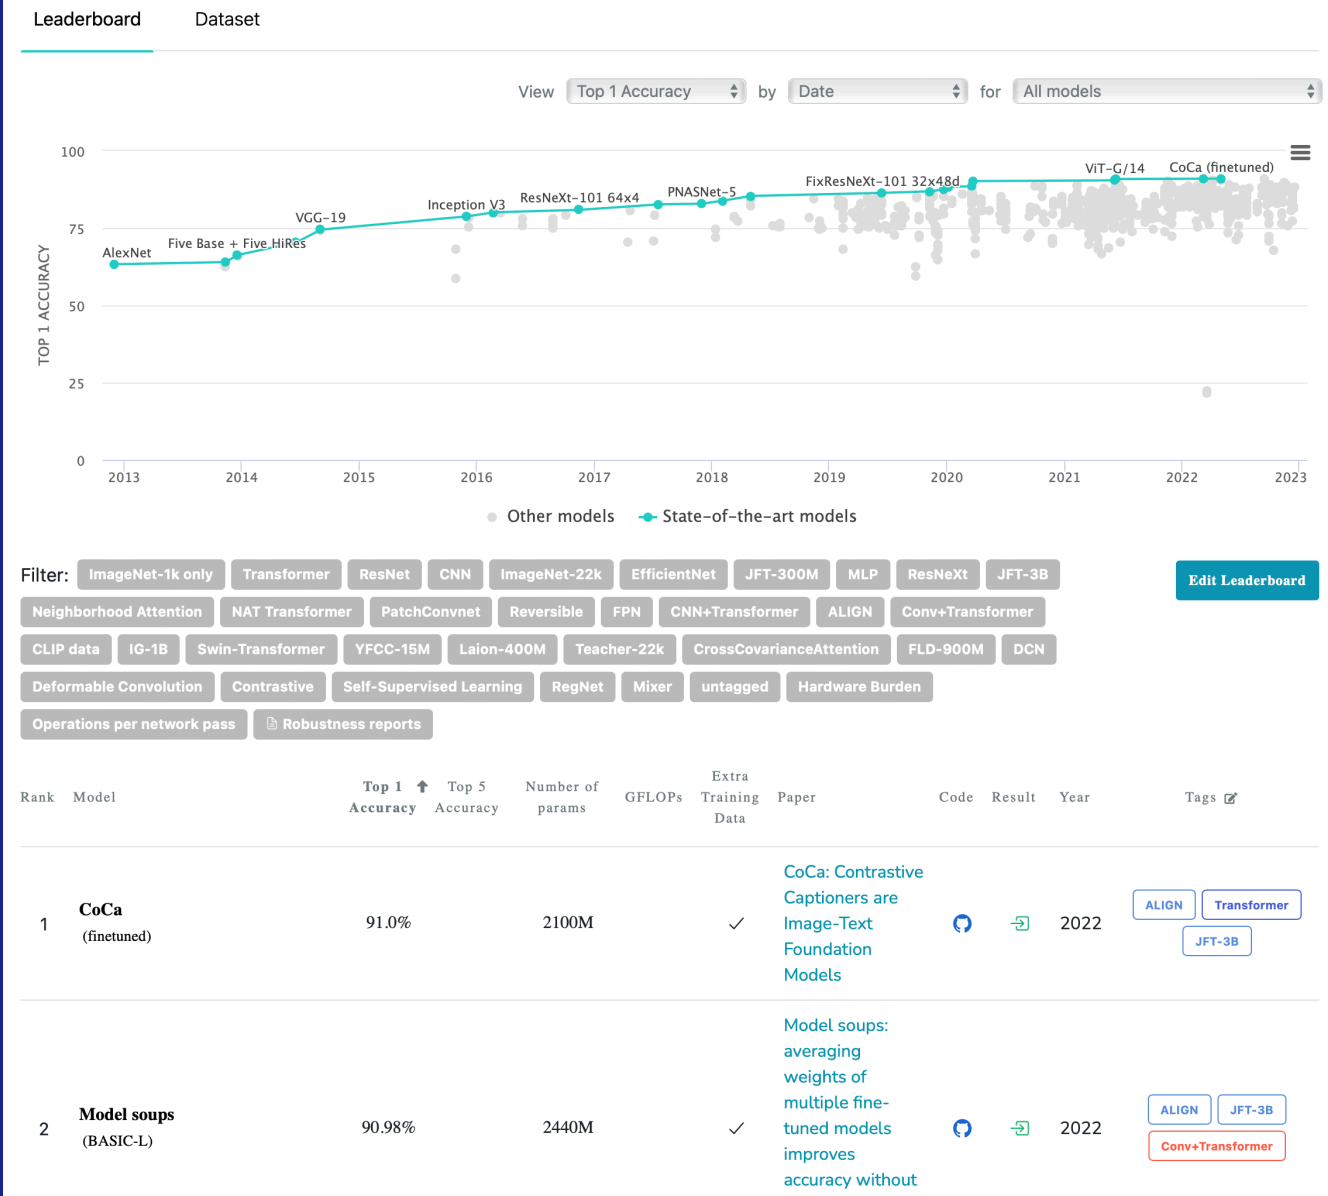 Leaderboard Dataset
View Top 1 Accuracy by Date for All models
100
75
50
25
0
TOP 1 ACCURACY
AlexNet
Five Base + Five HiRes
VGG-19
Inception V3
ResNeXt-101 64x4
PNASNet-5
FixResNeXt-101 32x48d
ViT-G/14
CoCa (finetuned)
2013 2014 2015 2016 2017 2018 2019 2020 2021 2022 2023
Other models State-of-the-art models
Filter: ImageNet-1k only Transformer ResNet CNN ImageNet-22k EfficientNet JFT-300M MLP ResNeXt JFT-3B
Edit Leaderboard
Neighborhood Attention NAT Transformer PatchConvnet Reversible FPN CNN+Transformer ALIGN Conv+Transformer
CLIP data IG-1B Swin-Transformer YFCC-15M Laion-400M Teacher-22k CrossCovarianceAttention FLD-900M DCN
Deformable Convolution Contrastive Self-Supervised Learning RegNet Mixer untagged Hardware Burden
Operations per network pass Robustness reports
Rank Model
Top 1
Accuracy
Top 5
Accuracy
Number of
params
GFLOPs
Extra
Training
Data
Paper Code Result Year Tags
1
CoCa
(finetuned)
91.0% 2100M ✓
CoCa: Contrastive
Captioners are
Image-Text
Foundation
Models
2022
ALIGN Transformer
JFT-3B
2
Model soups
(BASIC-L)
90.98% 2440M ✓
Model soups:
averaging
weights of
multiple fine-
tuned models
improves
accuracy without
2022
ALIGN JFT-3B
Conv+Transformer